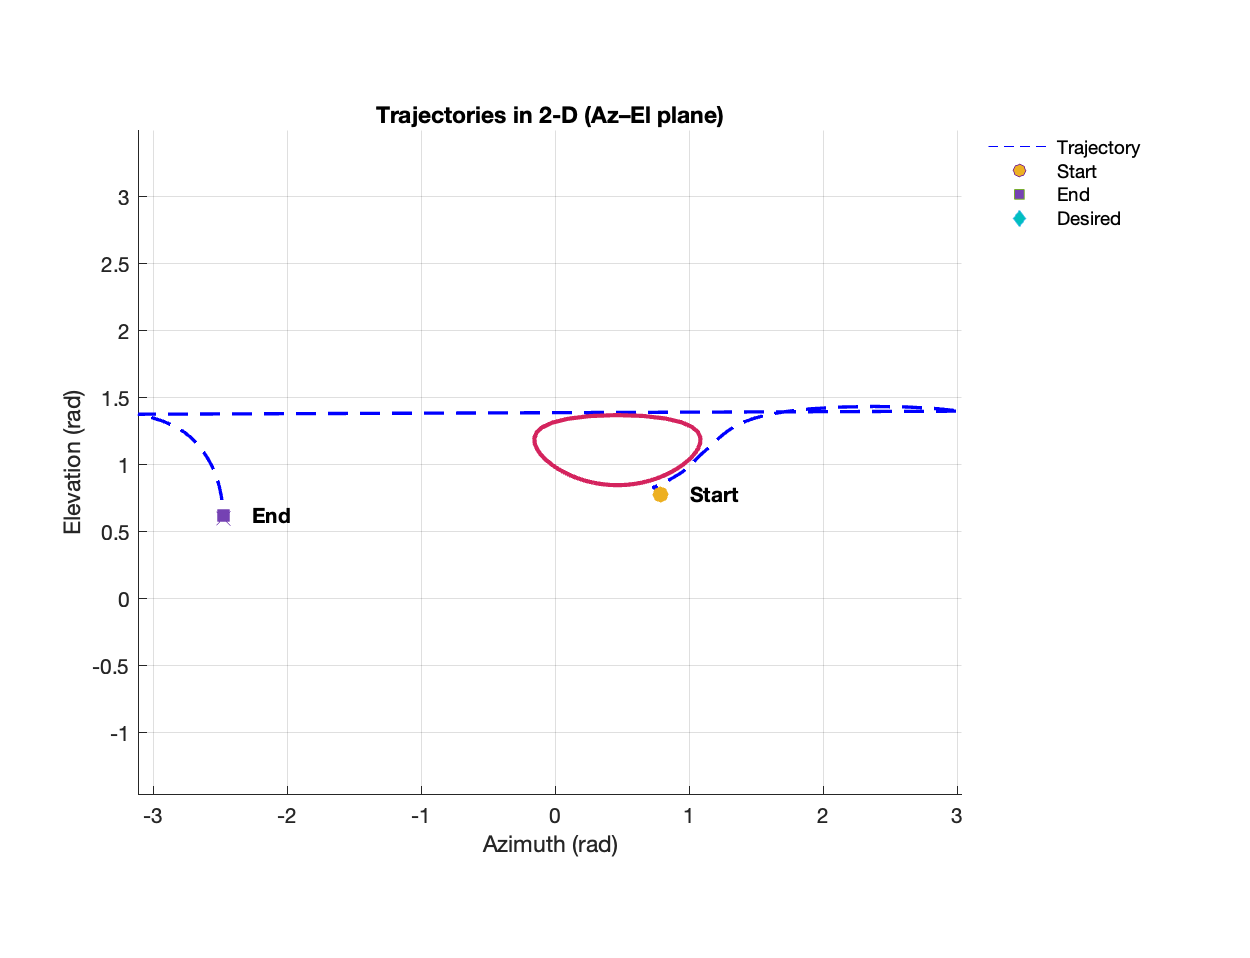 Trajectories in 2-D (Az–El plane)
Trajectory
Start
End
Desired
3
2.5
2
1.5
1
0.5
0
-0.5
-1
Elevation (rad)
Start
End
-3
-2
-1
0
1
2
3
Azimuth (rad)